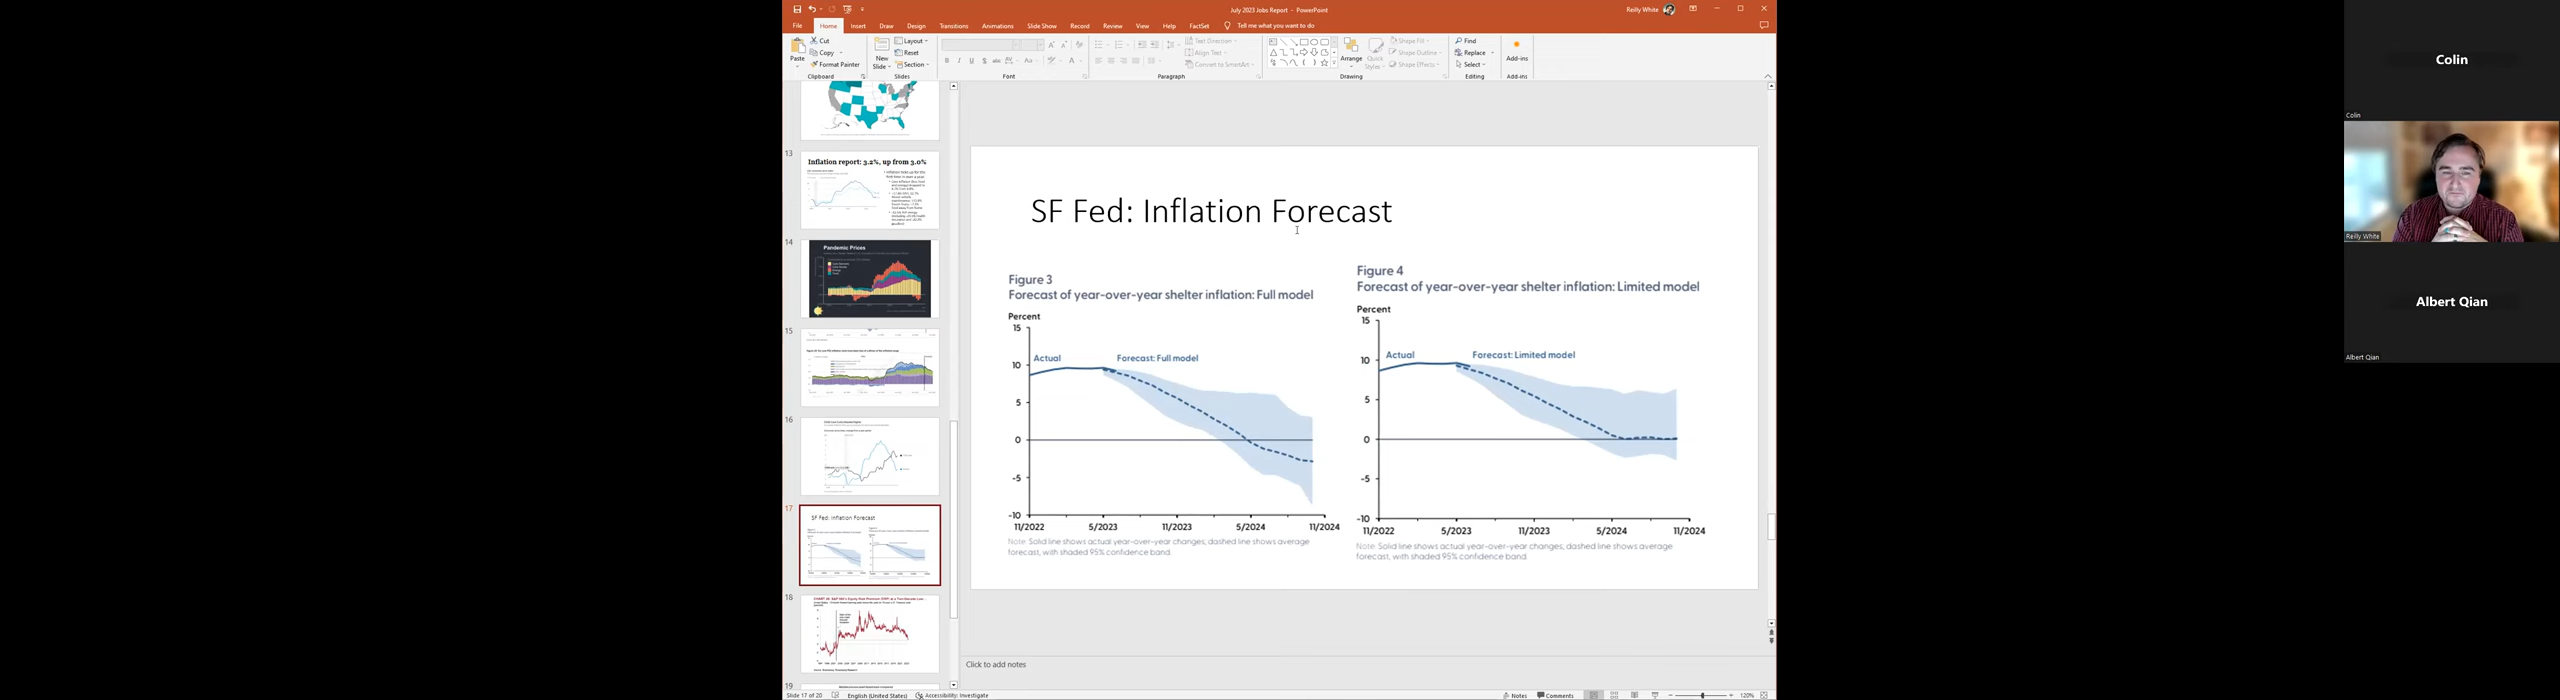 July 2023 Jobs Report - PowerPoint
Reilly White
File Home Insert Draw Design Transitions Animations Slide Show Record Review View Help FactSet Tell me what you want to do
Paste
Cut
Copy
Format Painter
Clipboard
New
Slide
Layout
Reset
Section
Slides
B I U S abc AV Aa A
Font
Text Direction
Align Text
Convert to SmartArt
Paragraph
Arrange
Quick
Styles
Shape Fill
Shape Outline
Shape Effects
Drawing
Find
Replace
Select
Editing
Add-ins
Add-ins
13
Inflation report: 3.2%, up from 3.0%
14
Pandemic Prices
15
16
17
SF Fed: Inflation Forecast
18
19
SF Fed: Inflation Forecast
Figure 3
Forecast of year-over-year shelter inflation: Full model
Percent
15
10
5
0
-5
-10
Actual
Forecast: Full model
11/2022 5/2023 11/2023 5/2024 11/2024
Note: Solid line shows actual year-over-year changes; dashed line shows average
forecast, with shaded 95% confidence band.
Figure 4
Forecast of year-over-year shelter inflation: Limited model
Percent
15
10
5
0
-5
-10
Actual
Forecast: Limited model
11/2022 5/2023 11/2023 5/2024 11/2024
Note: Solid line shows actual year-over-year changes; dashed line shows average
forecast, with shaded 95% confidence band.
Click to add notes
Slide 17 of 20 English (United States) Accessibility: Investigate
Notes Comments 120%
Colin
Colin
Reilly White
Albert Qian
Albert Qian